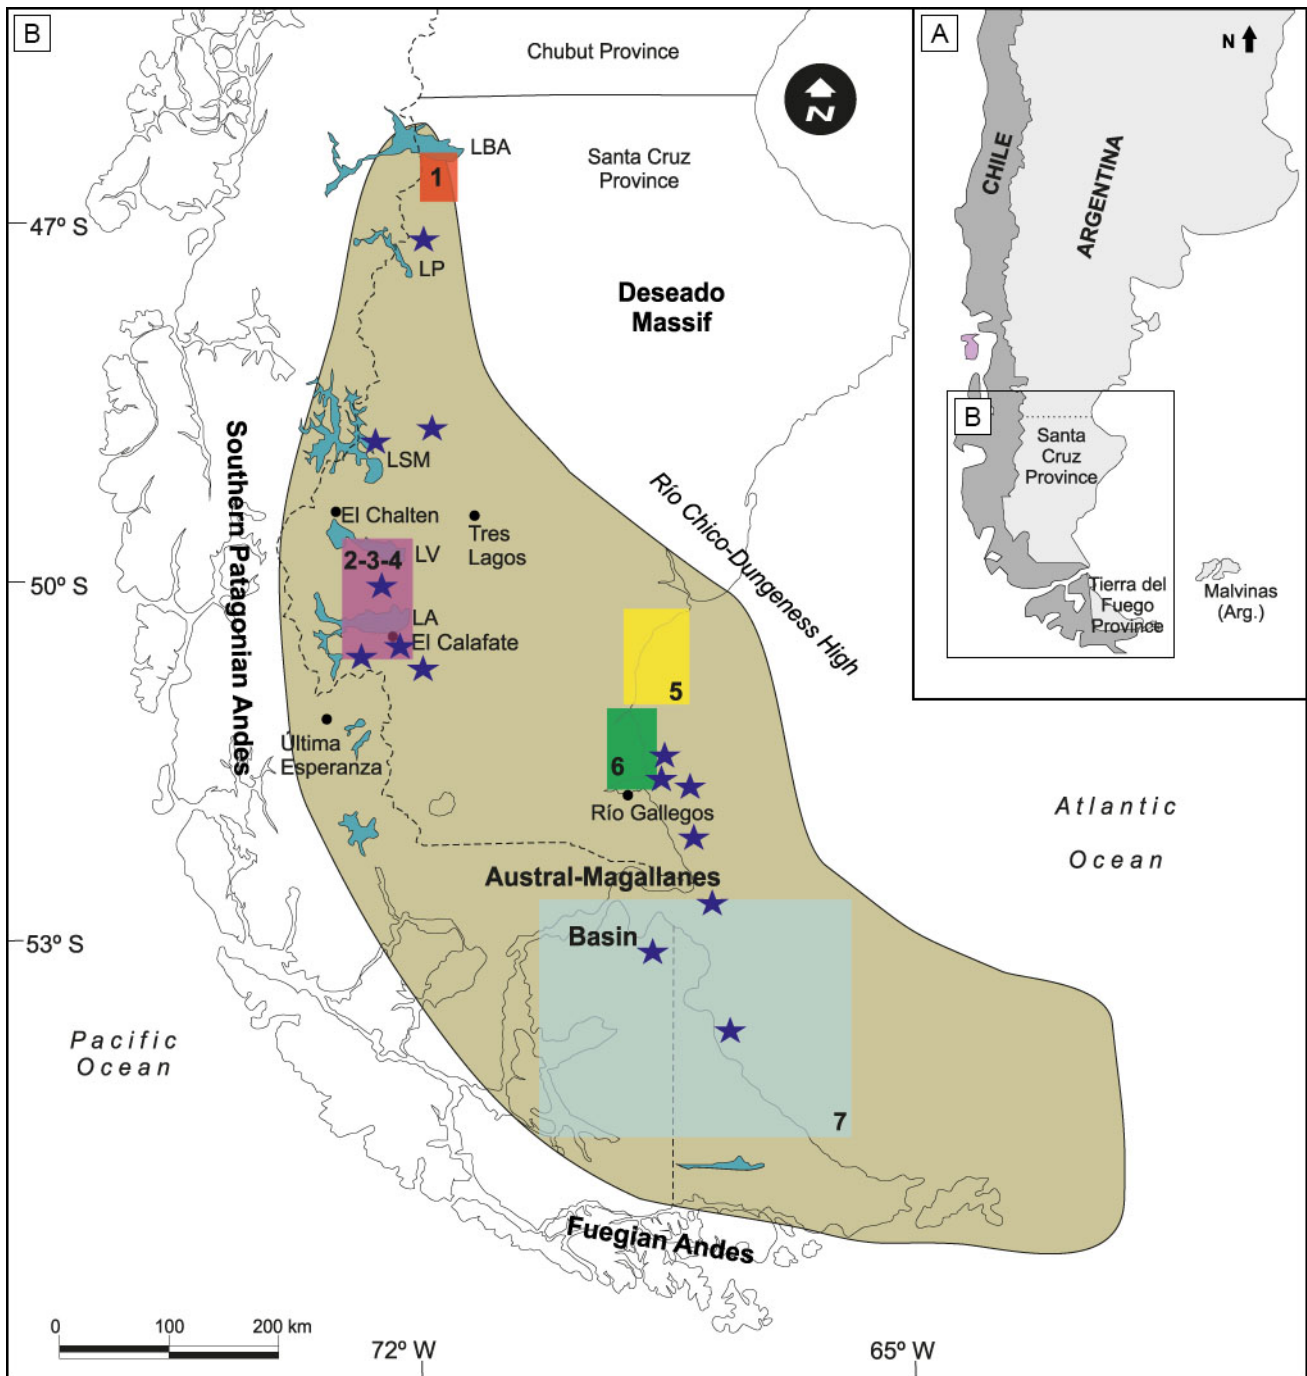 B
Chubut Province
N
LBA
Santa Cruz
Province
1
47º S
LP
Deseado
Massif
Southern Patagonian Andes
LSM
Río Chico-Dungeness High
El Chalten
Tres
Lagos
2-3-4
LV
50º S
LA
El Calafate
5
Última
Esperanza
6
Río Gallegos
Atlantic
Ocean
Austral-Magallanes
Basin
53º S
Pacific
Ocean
7
Fuegian Andes
0
100
200 km
72º W
65º W
A
N
CHILE
ARGENTINA
B
Santa
Cruz
Province
Tierra del
Fuego
Province
Malvinas
(Arg.)